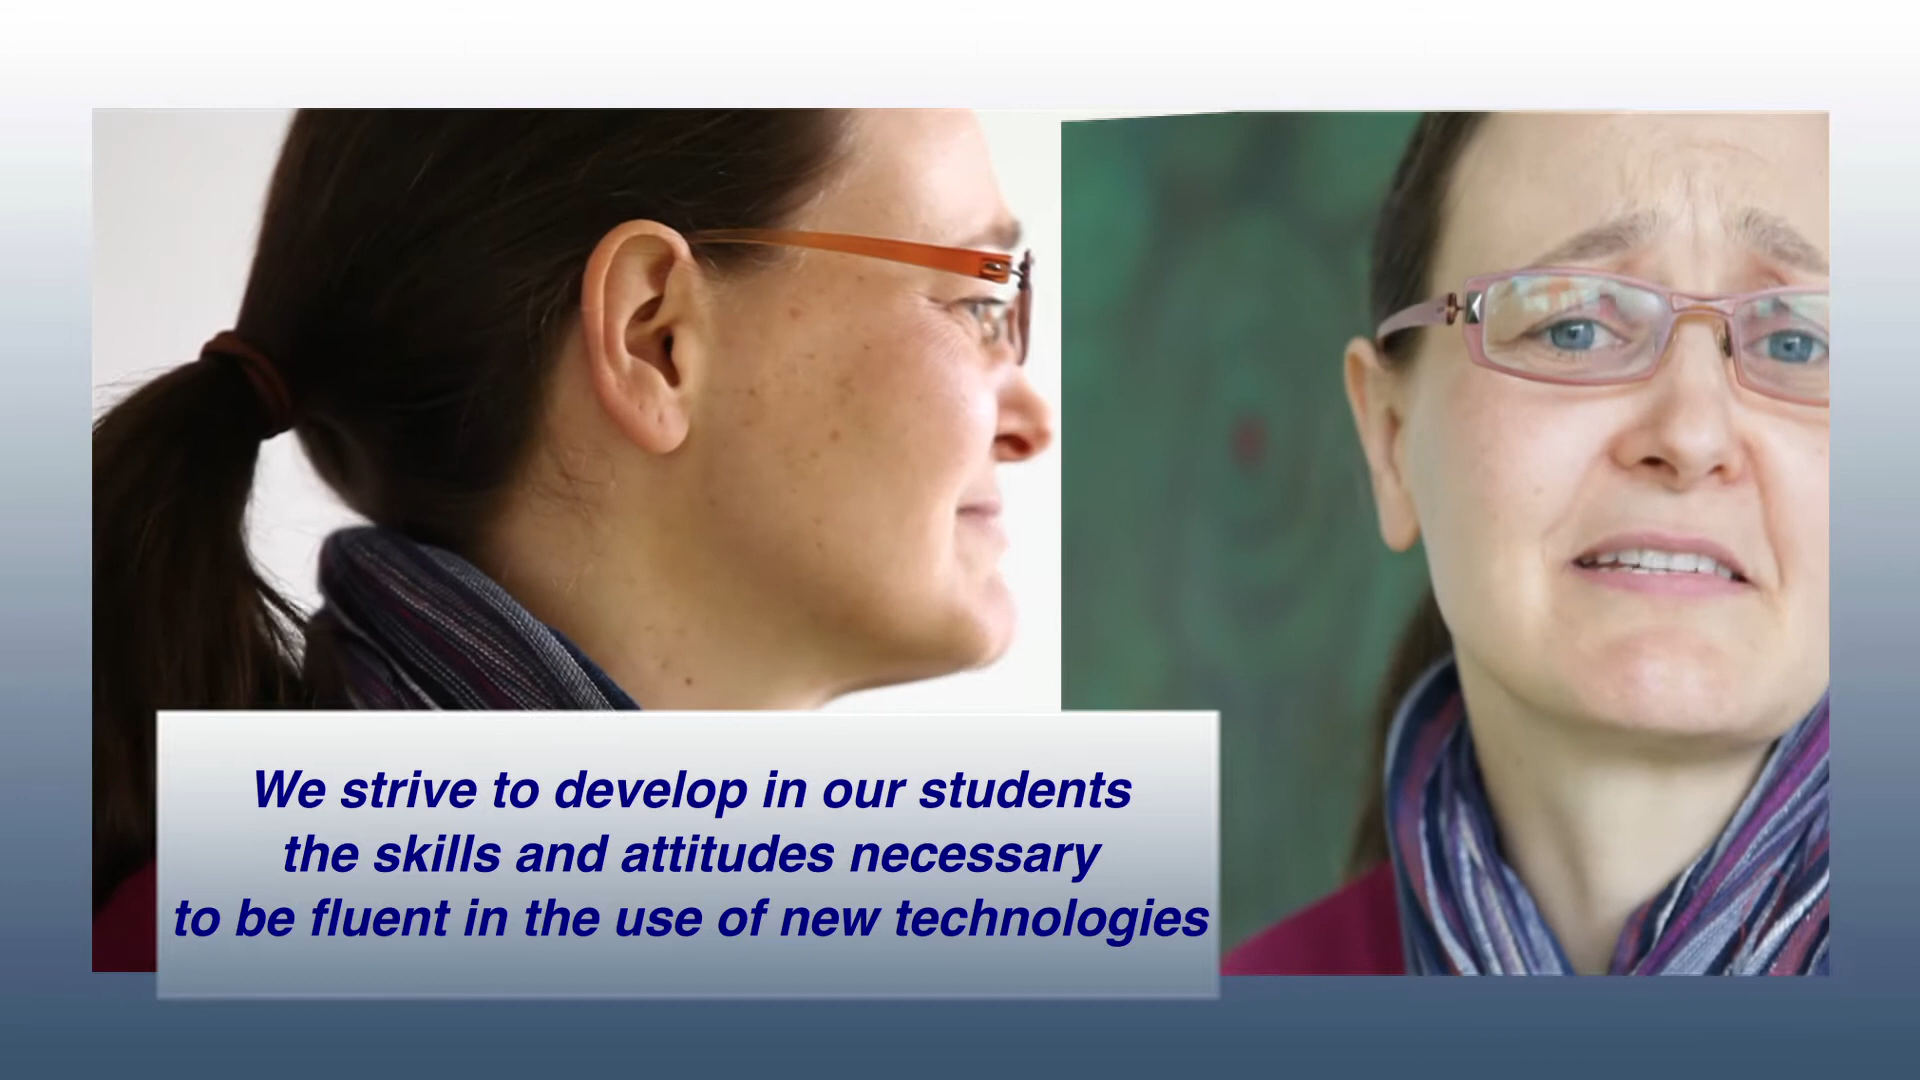 We strive to develop in our students
the skills and attitudes necessary
to be fluent in the use of new technologies